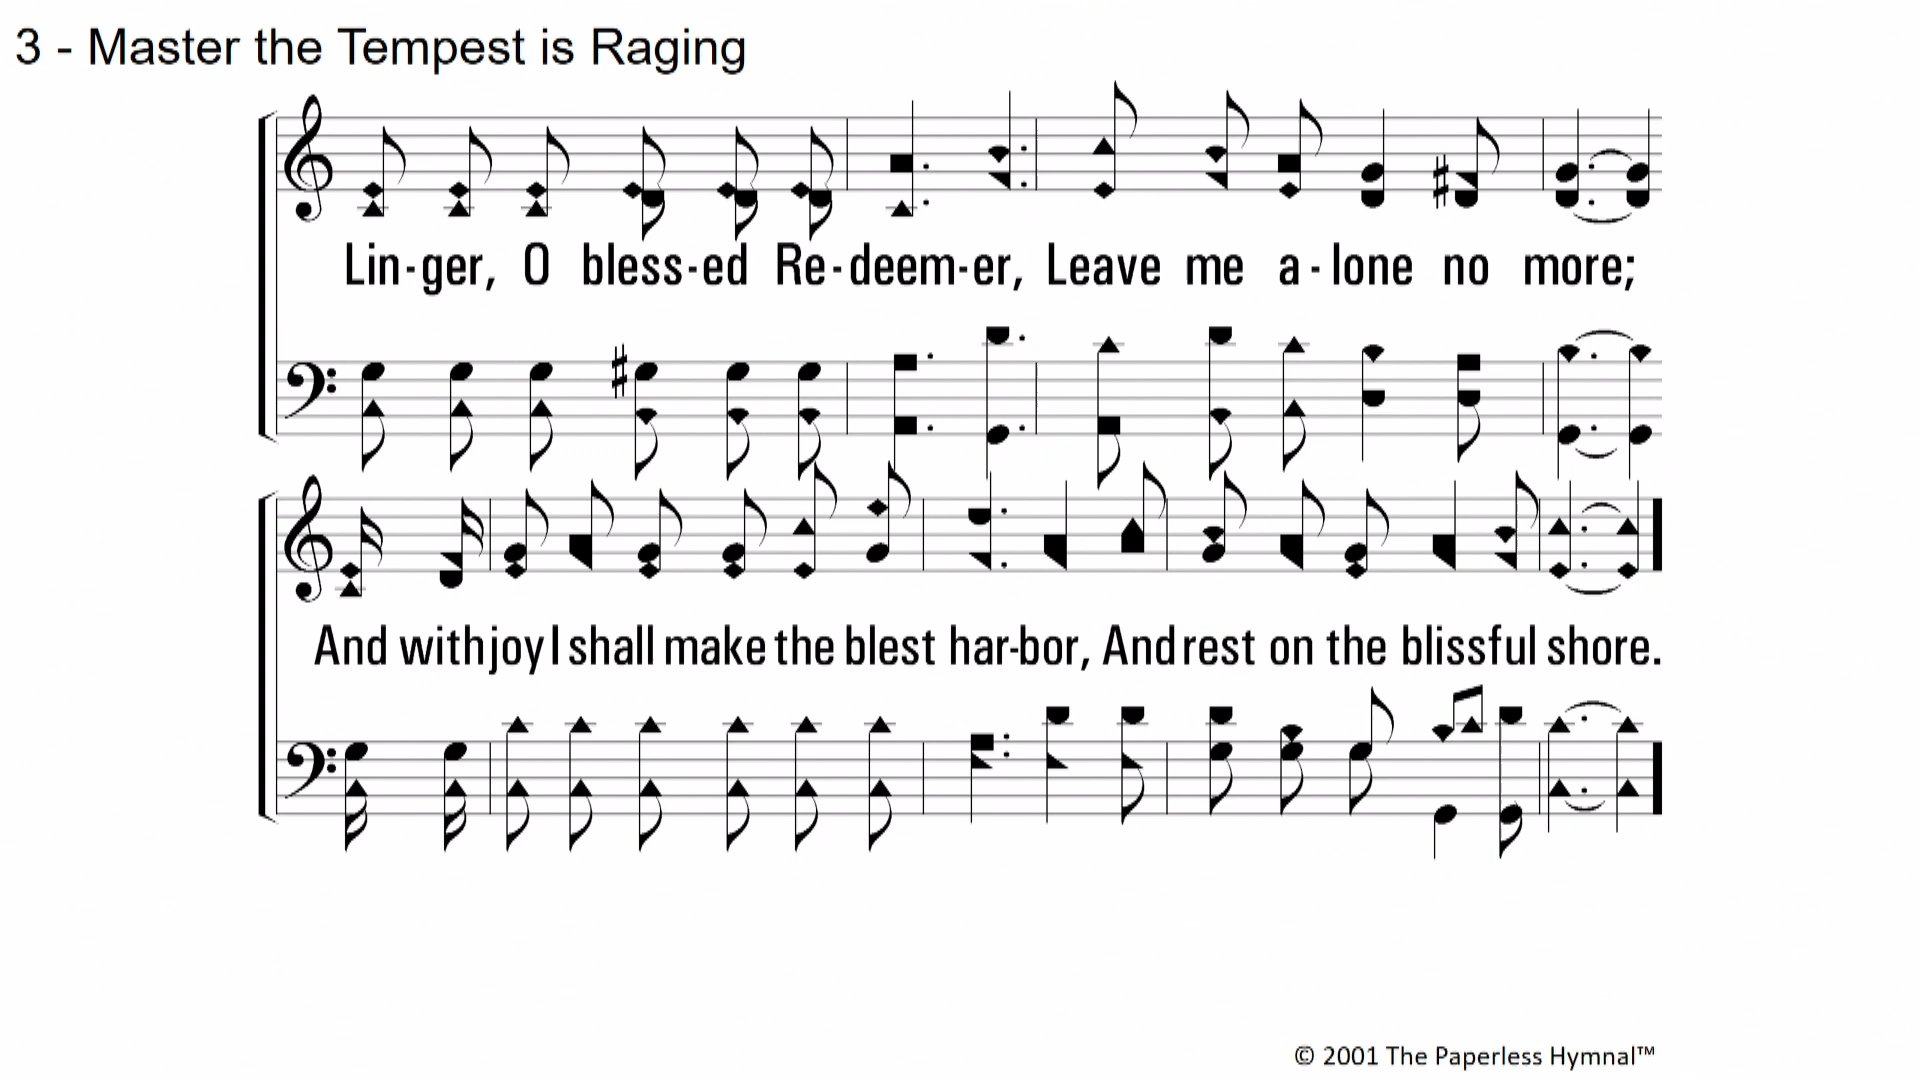 3 - Master the Tempest is Raging
Lin-ger, O bless-ed Re-deem-er, Leave me a-lone no more;
And with joy I shall make the blest har-bor, And rest on the blissful shore.
© 2001 The Paperless Hymnal™